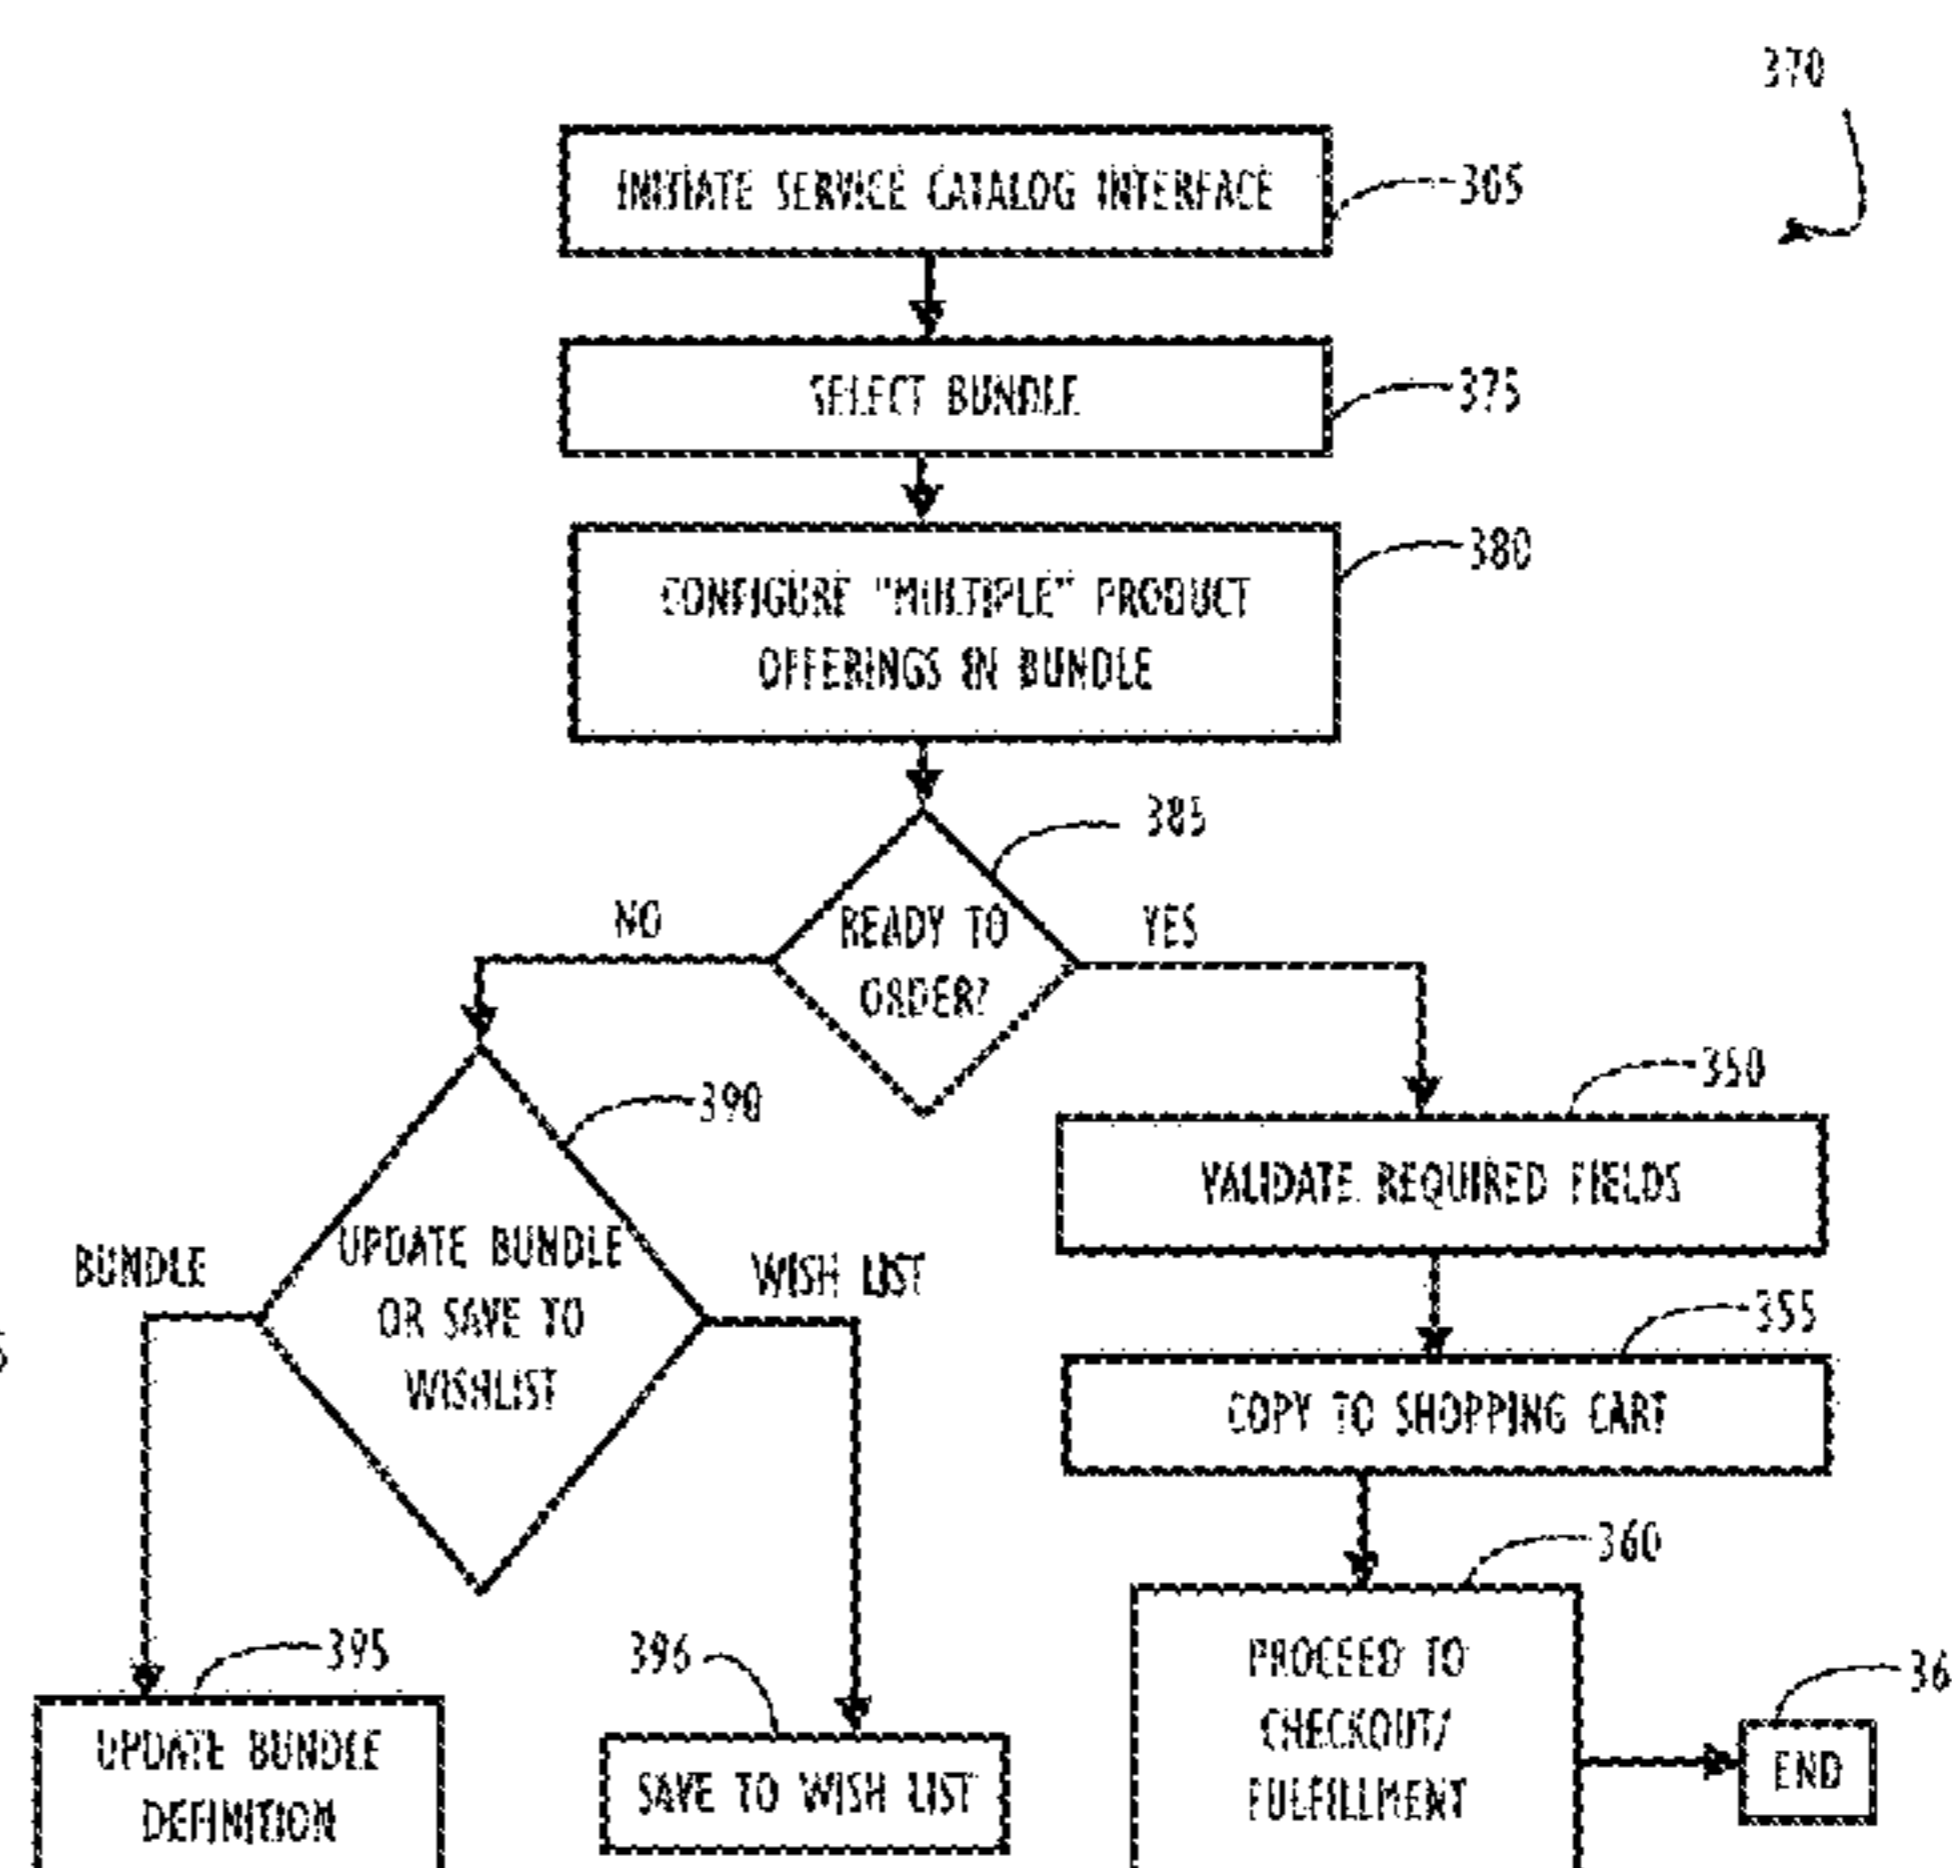 370
INITIATE SERVICE CATALOG INTERFACE
305
SELECT BUNDLE
375
CONFIGURE "MULTIPLE" PRODUCT
OFFERINGS IN BUNDLE
380
385
READY TO
ORDER?
NO
YES
390
350
VALIDATE REQUIRED FIELDS
UPDATE BUNDLE
OR SAVE TO
WISHLIST
BUNDLE
WISH LIST
355
COPY TO SHOPPING CART
360
PROCEED TO
CHECKOUT/
FULFILLMENT
395
UPDATE BUNDLE
DEFINITION
396
SAVE TO WISH LIST
36
END